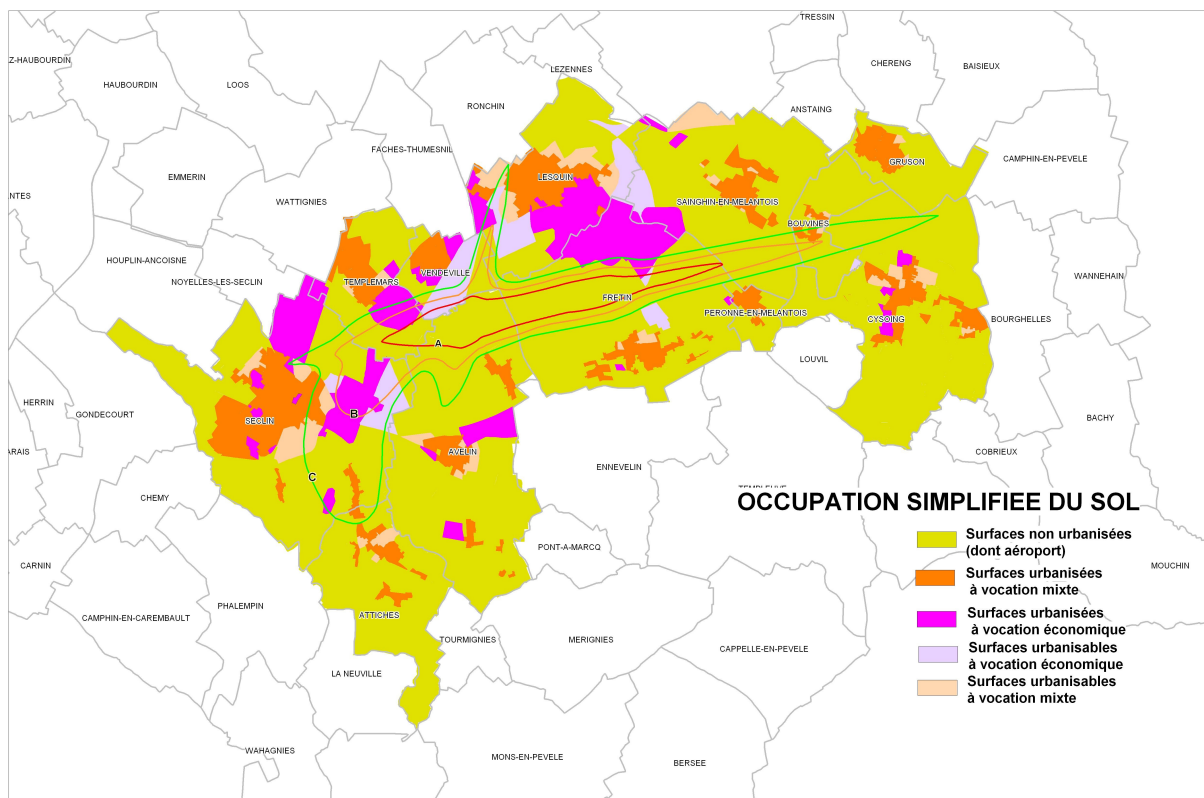 TRESSIN
Z-HAUBOURDIN
HAUBOURDIN
LOOS
LEZENNES
CHERENG
BAISIEUX
RONCHIN
ANSTAING
FACHES-THUMESNIL
CAMPHIN-EN-PEVELE
GRUSON
EMMERIN
LESQUIN
NTES
WATTIGNIES
SAINGHIN-EN-MELANTOIS
BOUVINES
HOUPLIN-ANCOISNE
NOYELLES-LES-SECLIN
TEMPLEMARS
VENDEVILLE
WANNEHAIN
FRETIN
PERONNE-EN-MELANTOIS
CYSOING
BOURGHELLES
A
LOUVIL
HERRIN
GONDECOURT
SECLIN
B
BACHY
ARAIS
AVELIN
COBRIEUX
ENNEVELIN
C
CHEMY
TEMPLEUVE
OCCUPATION SIMPLIFIEE DU SOL
Surfaces non urbanisées
(dont aéroport)
PONT-A-MARCQ
CARNIN
MOUCHIN
Surfaces urbanisées
à vocation mixte
PHALEMPIN
CAMPHIN-EN-CAREMBAULT
ATTICHES
Surfaces urbanisées
à vocation économique
TOURMIGNIES
MERIGNIES
CAPPELLE-EN-PEVELE
Surfaces urbanisables
à vocation économique
LA NEUVILLE
Surfaces urbanisables
à vocation mixte
WAHAGNIES
MONS-EN-PEVELE
BERSEE